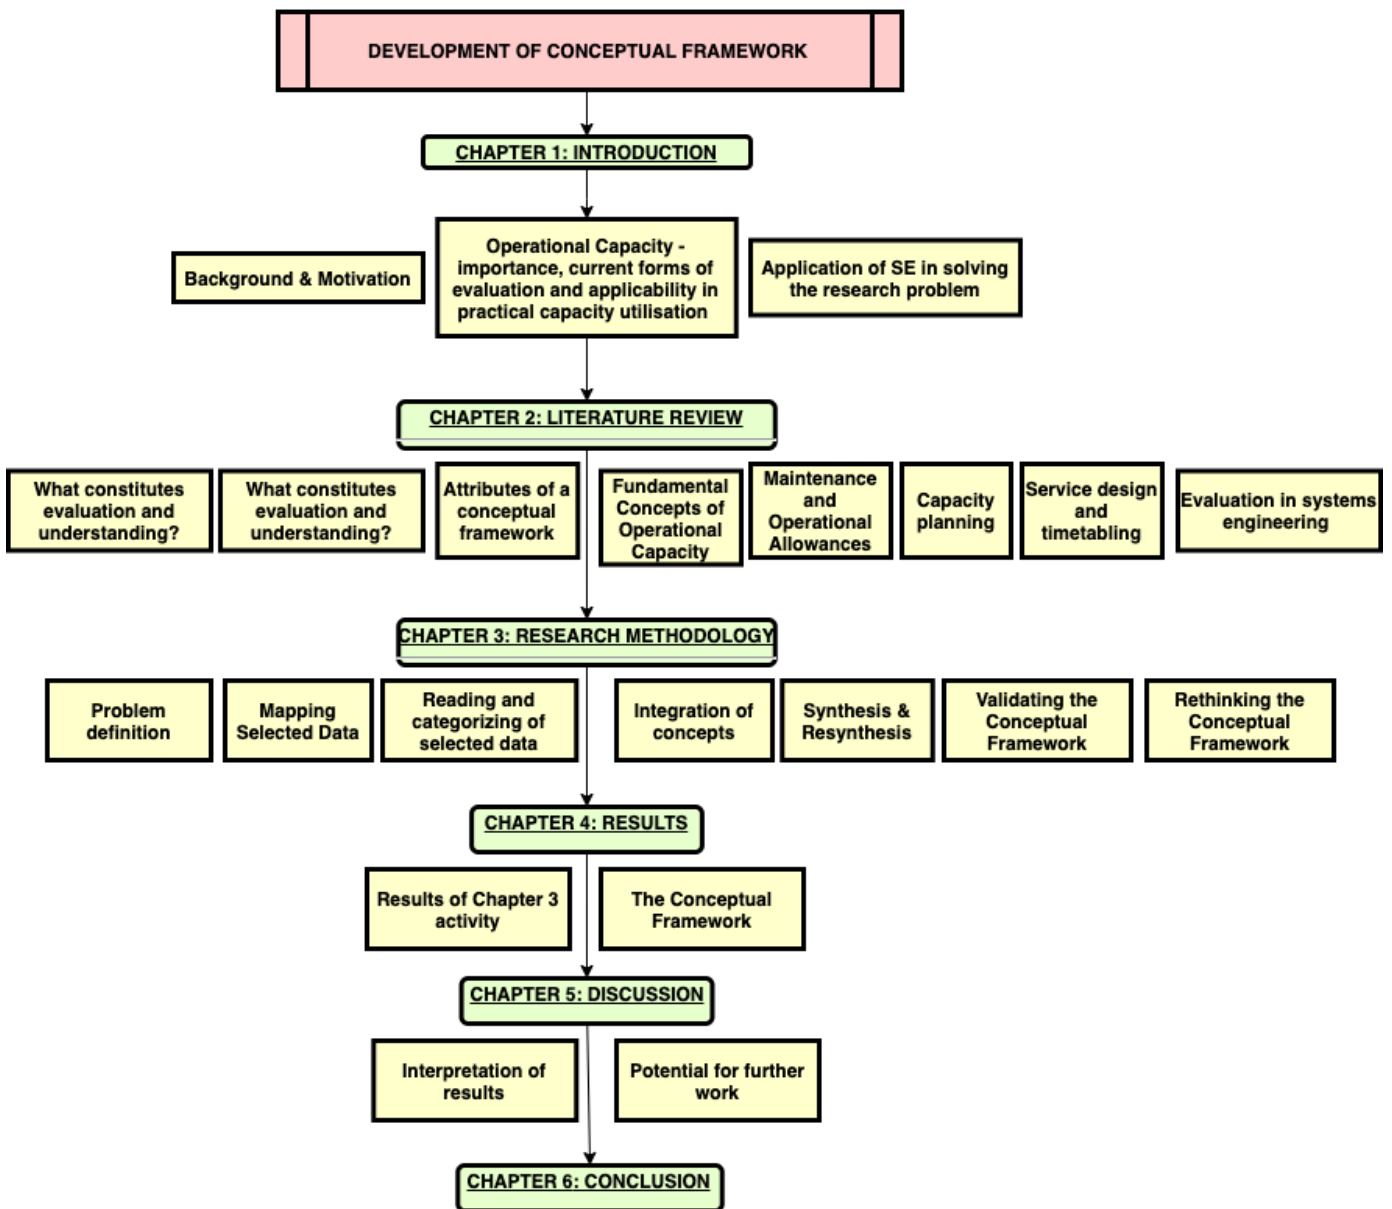 DEVELOPMENT OF CONCEPTUAL FRAMEWORK
CHAPTER 1: INTRODUCTION
Background & Motivation
Operational Capacity -
importance, current forms of
evaluation and applicability in
practical capacity utilisation
Application of SE in solving
the research problem
CHAPTER 2: LITERATURE REVIEW
What constitutes
evaluation and
understanding?
What constitutes
evaluation and
understanding?
Attributes of a
conceptual
framework
Fundamental
Concepts of
Operational
Capacity
Maintenance
and
Operational
Allowances
Capacity
planning
Service design
and
timetabling
Evaluation in systems
engineering
CHAPTER 3: RESEARCH METHODOLOGY
Problem
definition
Mapping
Selected Data
Reading and
categorizing of
selected data
Integration of
concepts
Synthesis &
Resynthesis
Validating the
Conceptual
Framework
Rethinking the
Conceptual
Framework
CHAPTER 4: RESULTS
Results of Chapter 3
activity
The Conceptual
Framework
CHAPTER 5: DISCUSSION
Interpretation of
results
Potential for further
work
CHAPTER 6: CONCLUSION